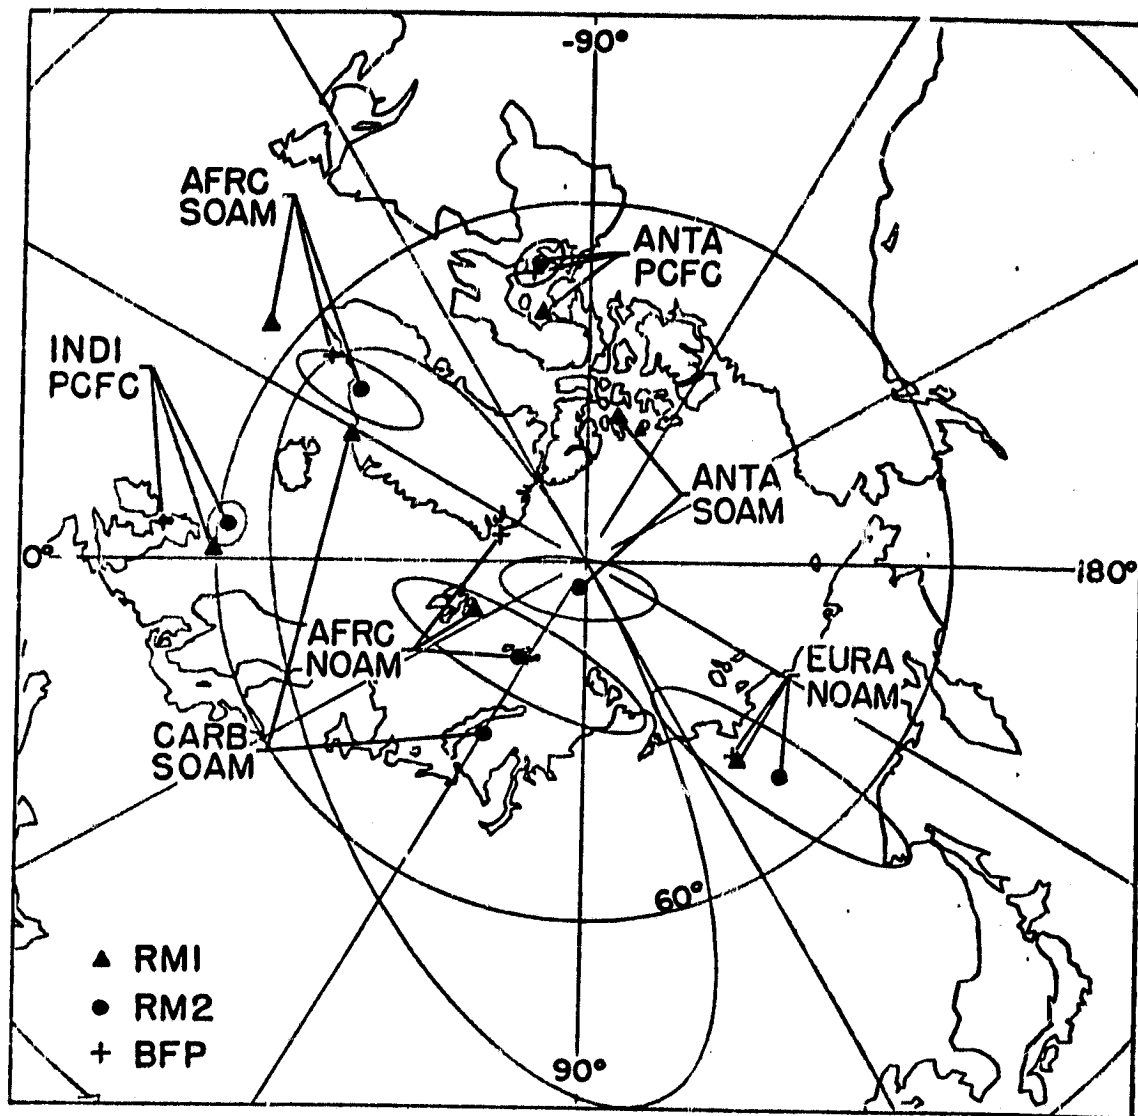 -90°
AFRC
SOAM
ANTA
PCFC
INDI
PCFC
ANTA
SOAM
0°
180°
AFRC
NOAM
EURA
NOAM
CARB
SOAM
60°
RM1
RM2
BFP
90°